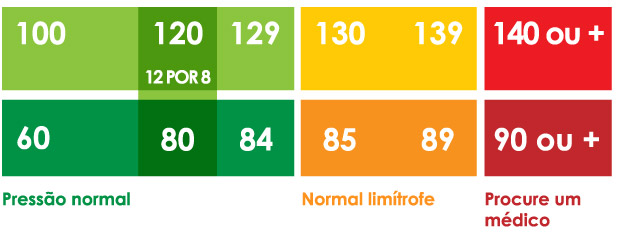 100 120 129 130 139 140 ou +
12 POR 8
60 80 84 85 89 90 ou +
Pressão normal Normal limítrofe Procure um
médico